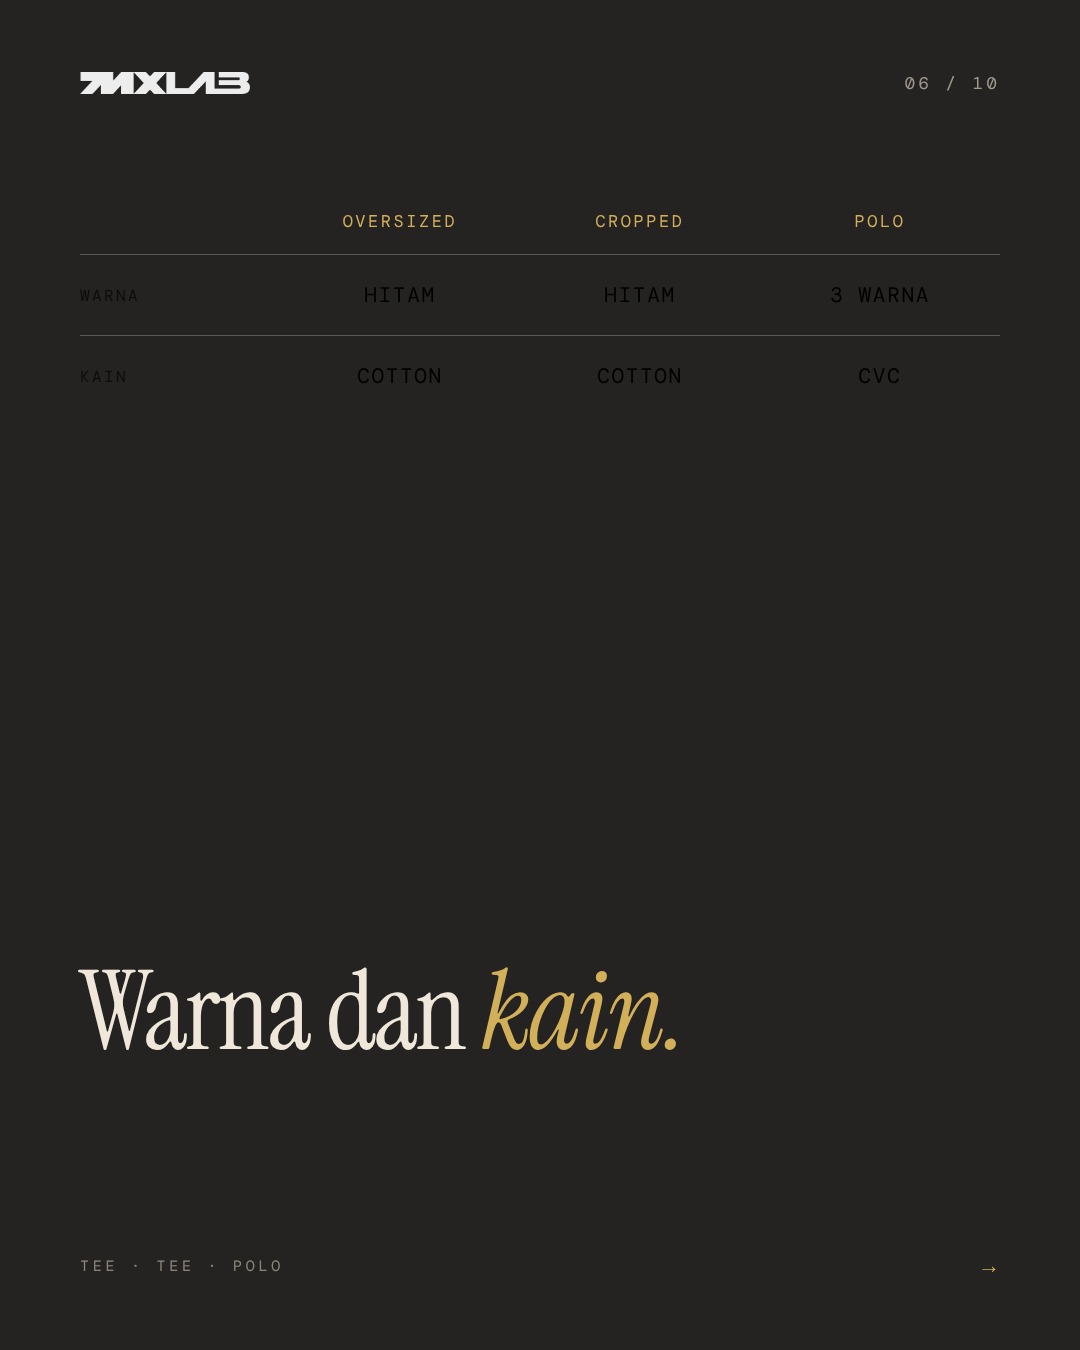 MXLAB
06 / 10
OVERSIZED CROPPED POLO
WARNA HITAM HITAM 3 WARNA
KAIN COTTON COTTON CVC
Warna dan kain.
TEE · TEE · POLO →